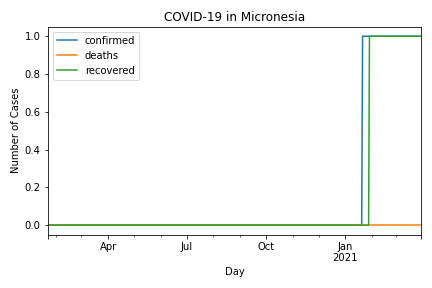 COVID-19 in Micronesia
confirmed
deaths
recovered
Number of Cases
1.0
0.8
0.6
0.4
0.2
0.0
Apr Jul Oct Jan
2021
Day